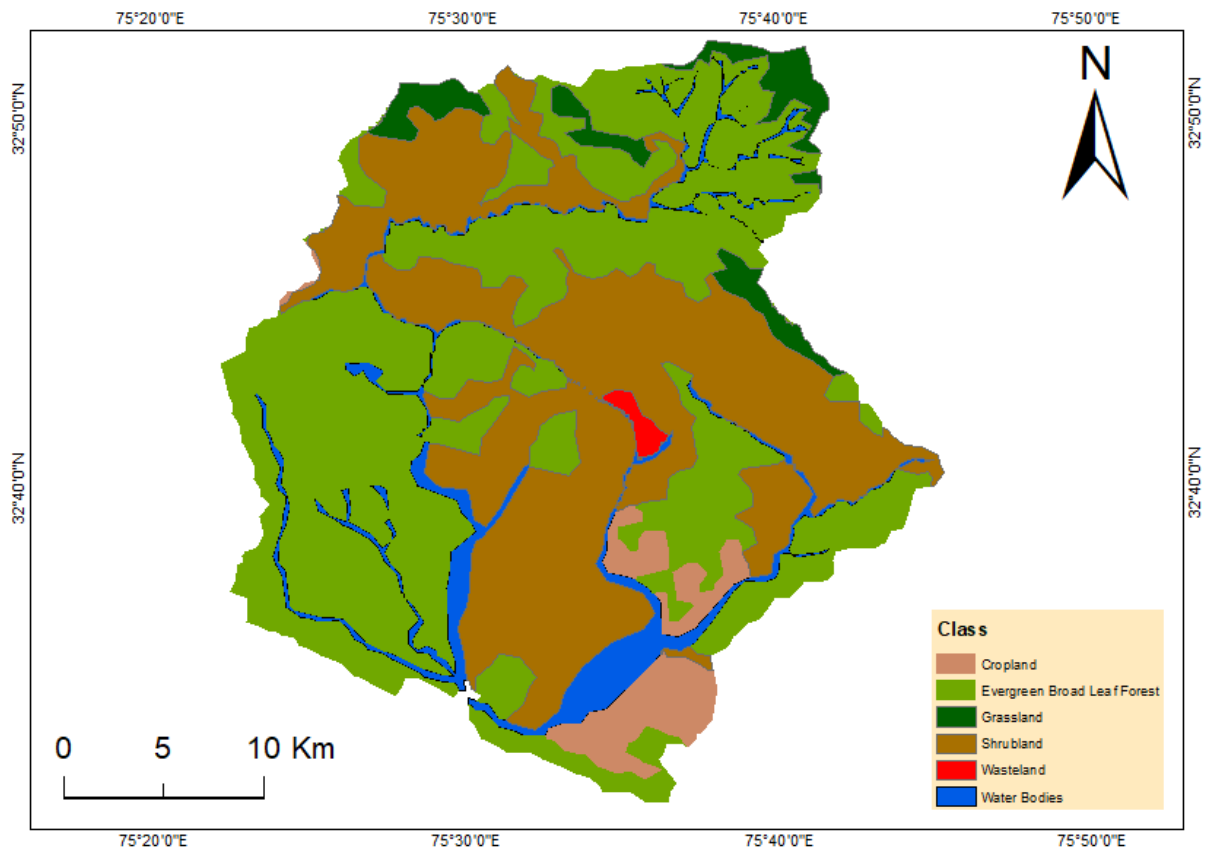 75°20'0"E 75°30'0"E 75°40'0"E 75°50'0"E
32°50'0"N
32°50'0"N
N
32°40'0"N
32°40'0"N
Class
Cropland
Evergreen Broad Leaf Forest
Grassland
Shrubland
Wasteland
Water Bodies
0 5 10 Km
75°20'0"E 75°30'0"E 75°40'0"E 75°50'0"E